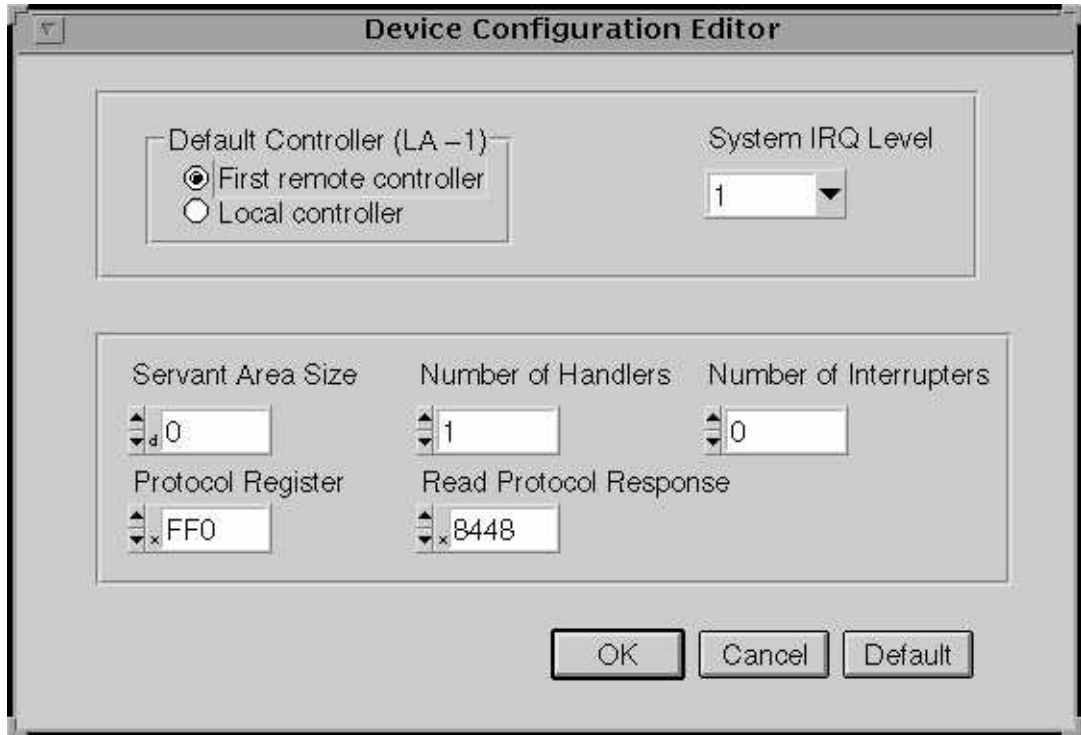 Device Configuration Editor
Default Controller (LA –1)
First remote controller
Local controller
System IRQ Level
1
Servant Area Size
Number of Handlers
Number of Interrupters
d 0
1
0
Protocol Register
Read Protocol Response
x FF0
x 8448
OK
Cancel
Default